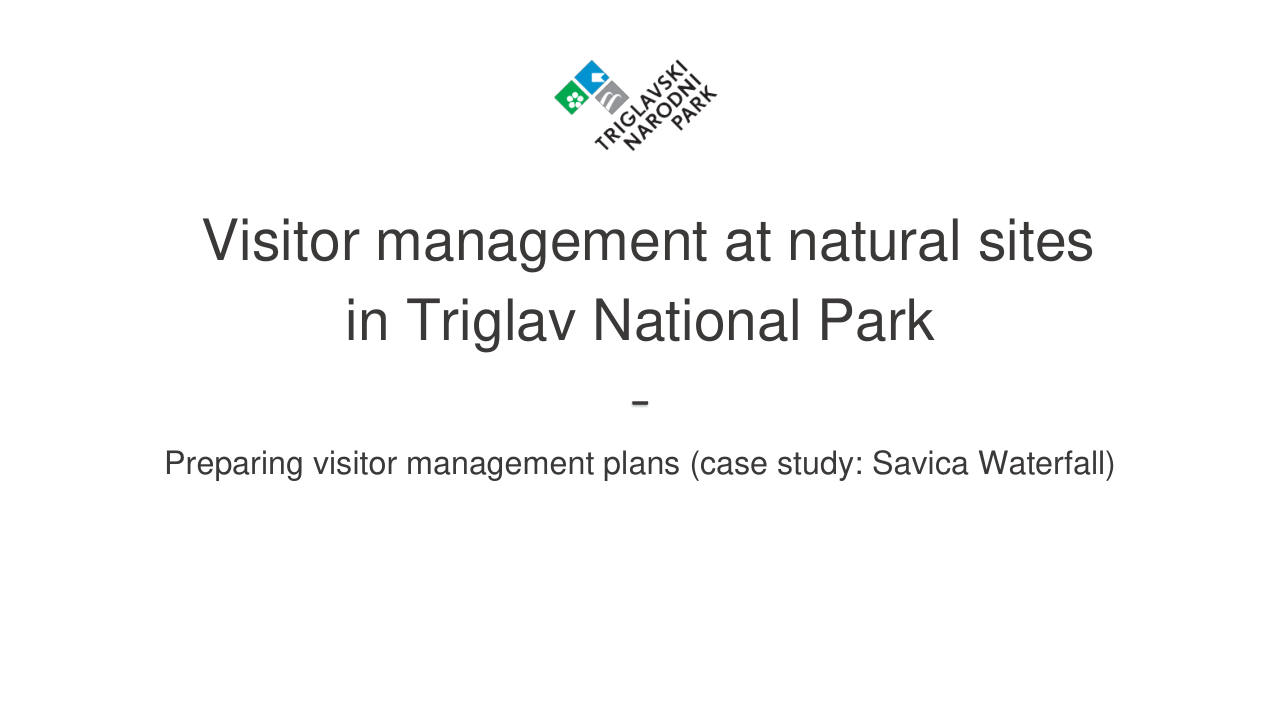 TRIGLAVSKI
NARODNI
PARK
Visitor management at natural sites
in Triglav National Park
-
Preparing visitor management plans (case study: Savica Waterfall)